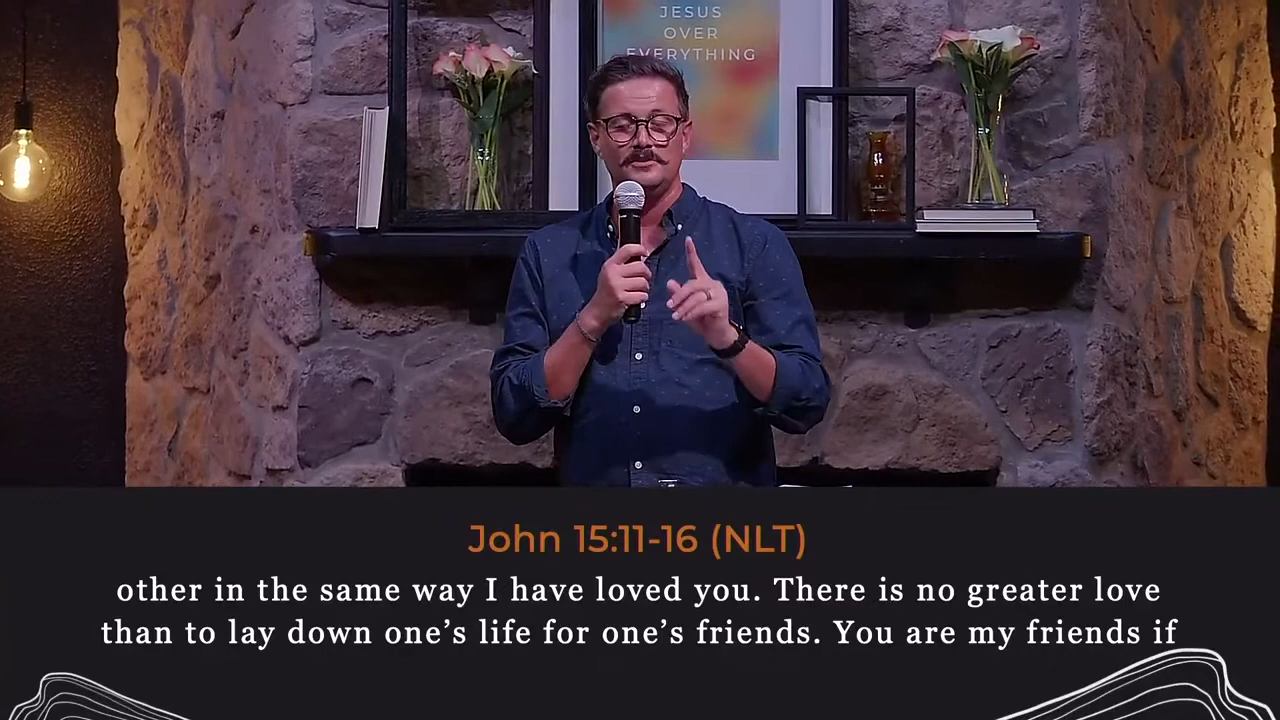 JESUS
OVER
EVERYTHING
John 15:11-16 (NLT)
other in the same way I have loved you. There is no greater love
than to lay down one’s life for one’s friends. You are my friends if